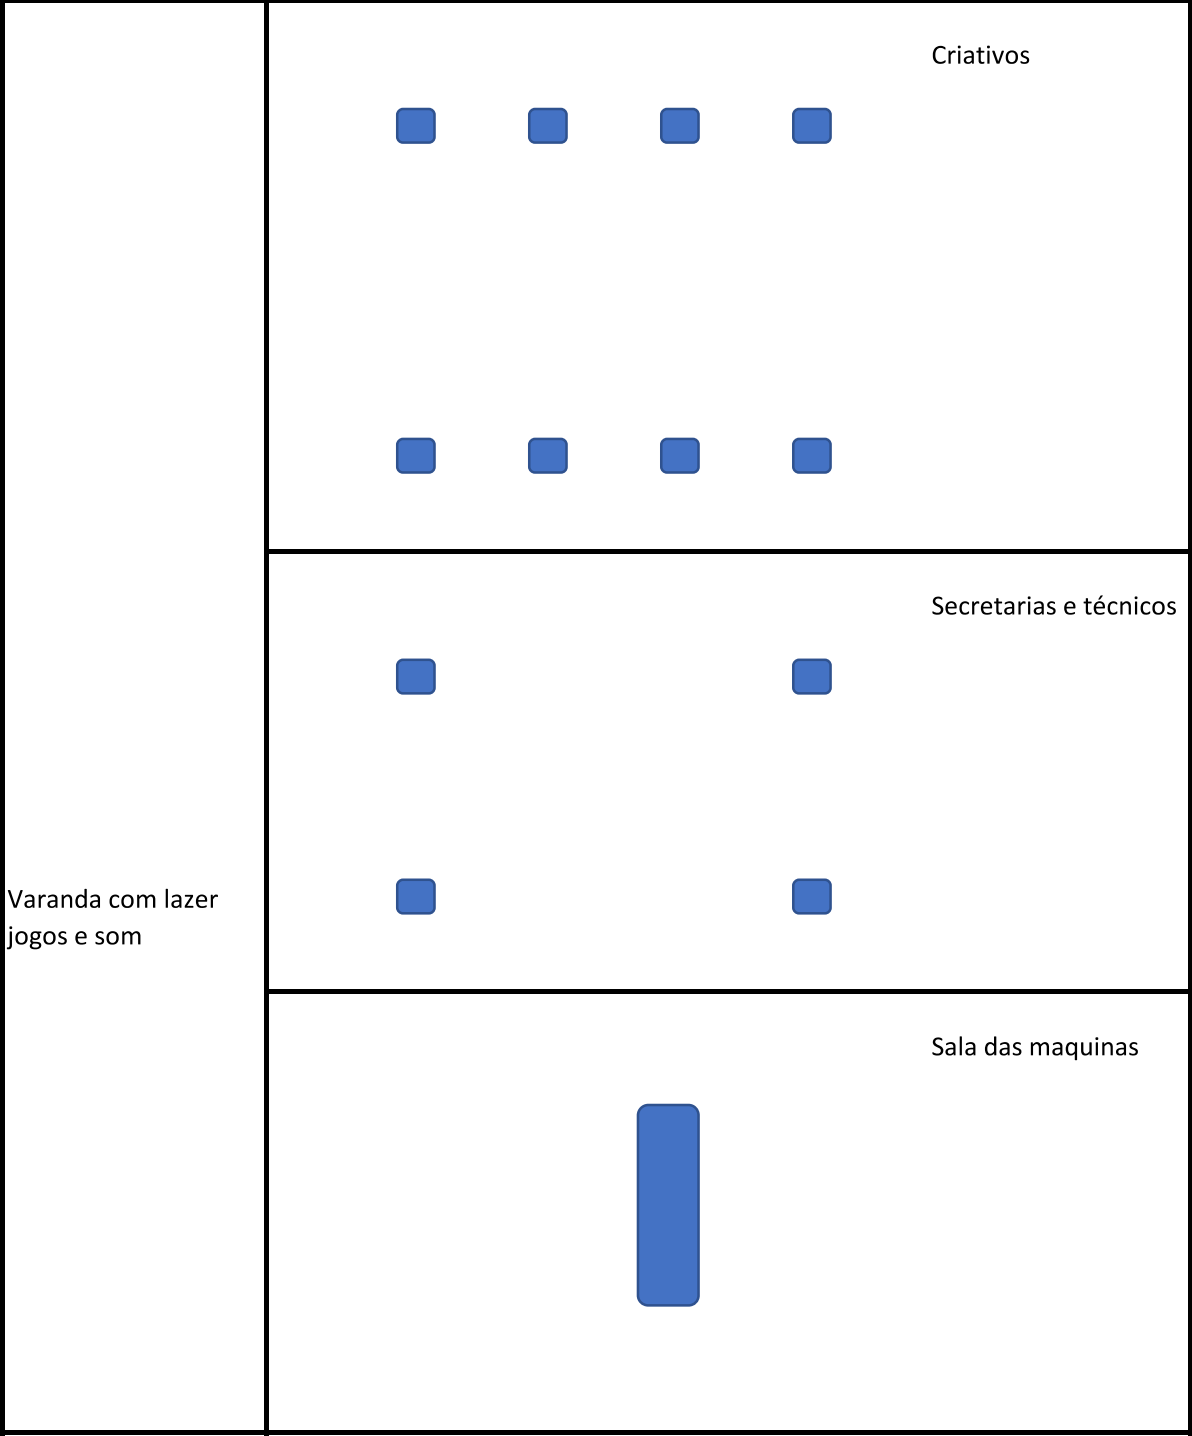 Criativos
Secretarias e técnicos
Varanda com lazer
jogos e som
Sala das maquinas